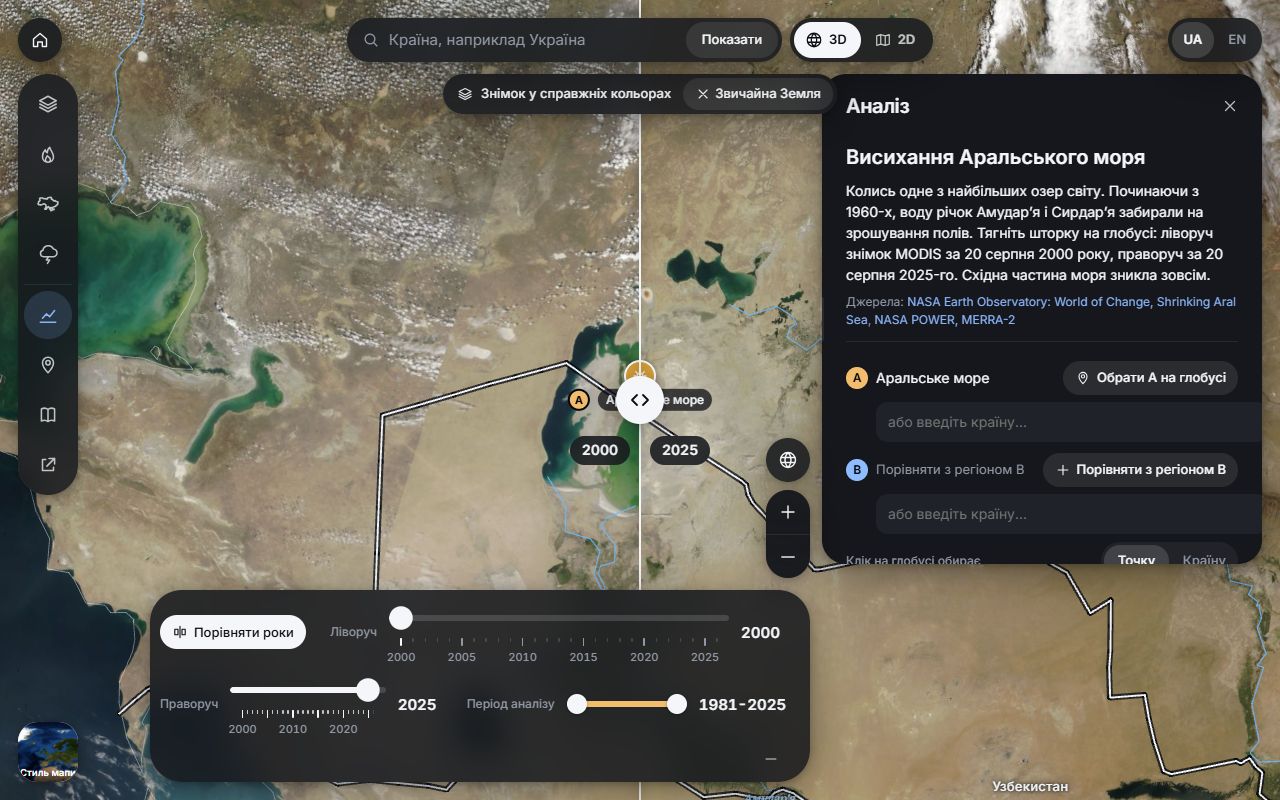 Країна, наприклад Україна
Показати
3D
2D
UA
EN
Знімок у справжніх кольорах
Звичайна Земля
Аналіз
Висихання Аральського моря
Колись одне з найбільших озер світу. Починаючи з
1960-х, воду річок Амудар’я і Сирдар’я забирали на
зрошування полів. Тягніть шторку на глобусі: ліворуч
знімок MODIS за 20 серпня 2000 року, праворуч за 20
серпня 2025-го. Східна частина моря зникла зовсім.
Джерела: NASA Earth Observatory: World of Change, Shrinking Aral
Sea, NASA POWER, MERRA-2
A
Аральське море
Обрати A на глобусі
або введіть країну...
B
Порівняти з регіоном B
Порівняти з регіоном B
або введіть країну...
Клік на глобусі обирає
Точку
Країну
A
море
2000
2025
Порівняти роки
Ліворуч
2000
2000 2005 2010 2015 2020 2025
Праворуч
2025
2000 2010 2020
Період аналізу
1981-2025
Стиль мапи
Узбекистан
Амудар'я